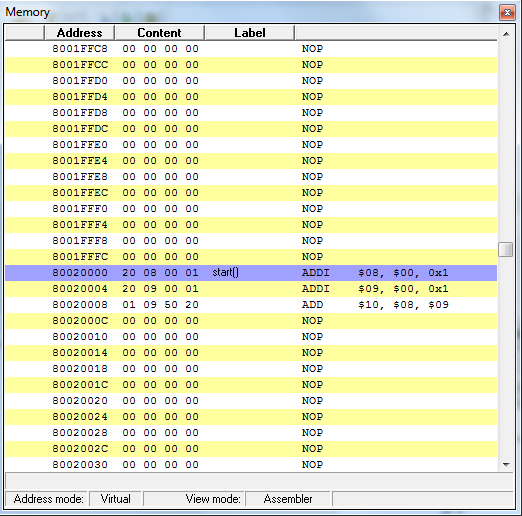 Memory
Address Content Label
8001FFC8 00 00 00 00 NOP
8001FFCC 00 00 00 00 NOP
8001FFD0 00 00 00 00 NOP
8001FFD4 00 00 00 00 NOP
8001FFD8 00 00 00 00 NOP
8001FFDC 00 00 00 00 NOP
8001FFE0 00 00 00 00 NOP
8001FFE4 00 00 00 00 NOP
8001FFE8 00 00 00 00 NOP
8001FFEC 00 00 00 00 NOP
8001FFF0 00 00 00 00 NOP
8001FFF4 00 00 00 00 NOP
8001FFF8 00 00 00 00 NOP
8001FFFC 00 00 00 00 NOP
80020000 20 08 00 01 start() ADDI $08, $00, 0x1
80020004 20 09 00 01 ADDI $09, $00, 0x1
80020008 01 09 50 20 ADD $10, $08, $09
8002000C 00 00 00 00 NOP
80020010 00 00 00 00 NOP
80020014 00 00 00 00 NOP
80020018 00 00 00 00 NOP
8002001C 00 00 00 00 NOP
80020020 00 00 00 00 NOP
80020024 00 00 00 00 NOP
80020028 00 00 00 00 NOP
8002002C 00 00 00 00 NOP
80020030 00 00 00 00 NOP
Address mode: Virtual View mode: Assembler